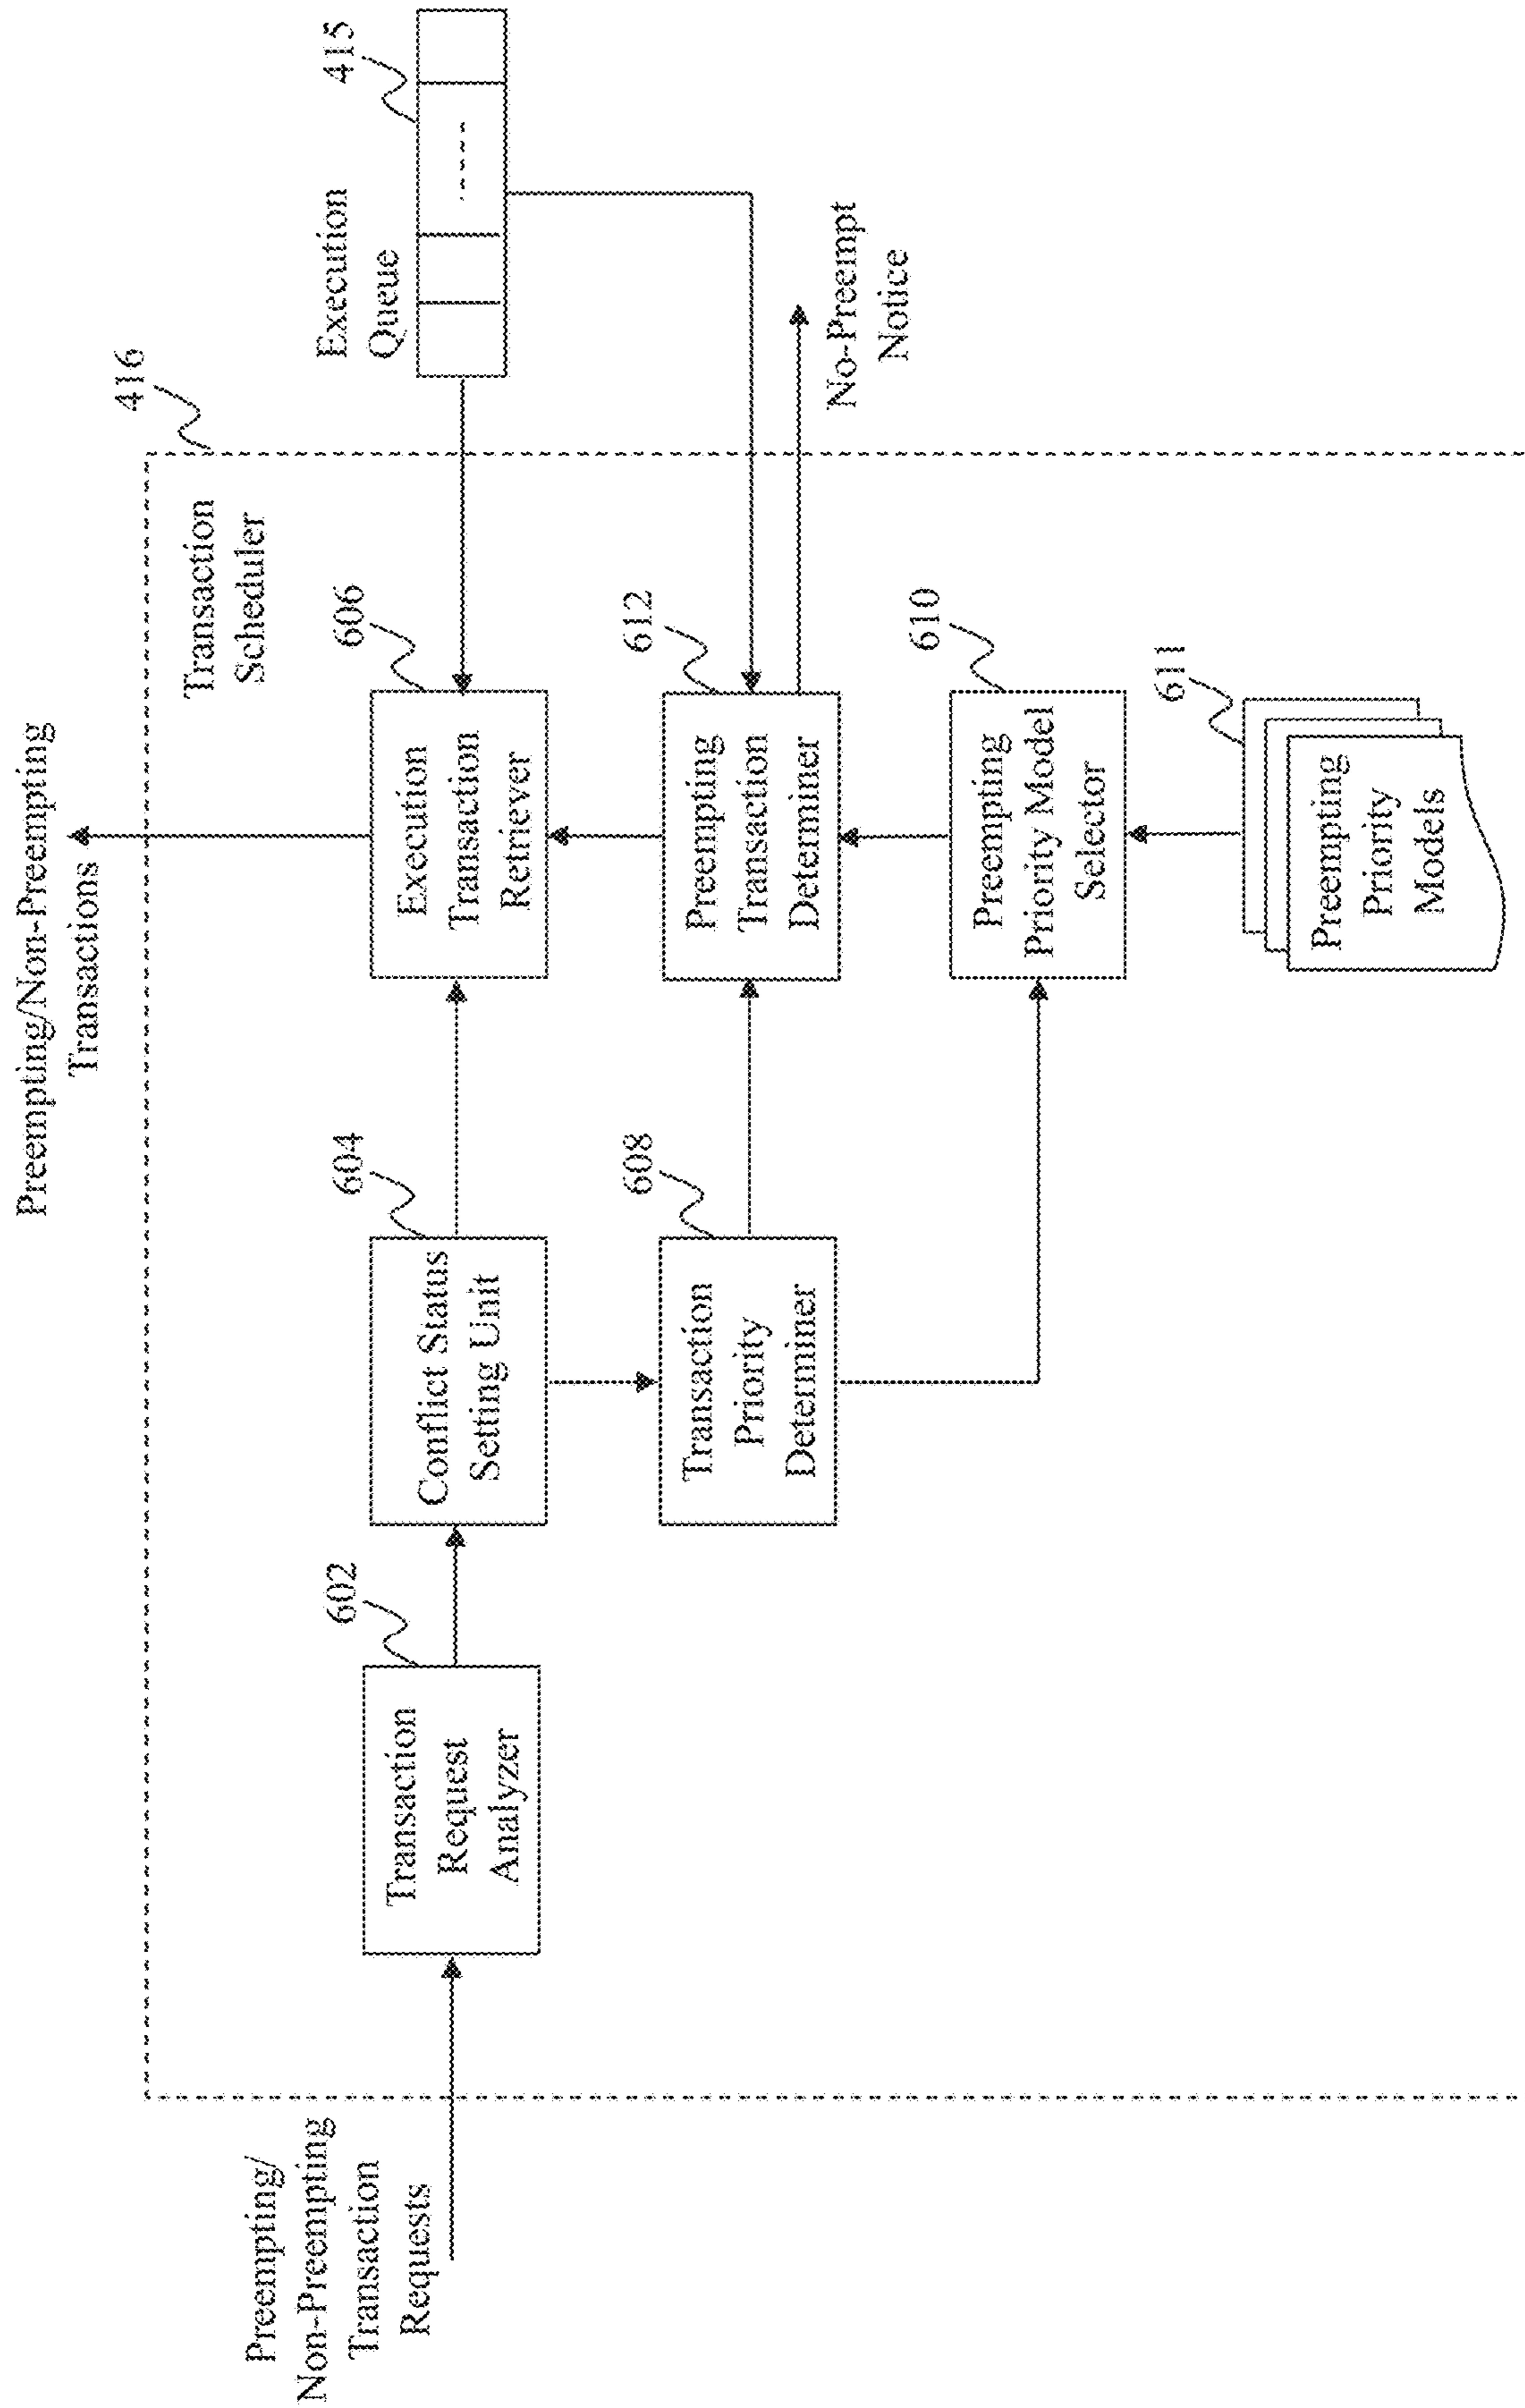 Preempting/Non-Preempting
Transactions
416
Transaction
Scheduler
Execution
Queue
415
Preempting/
Non-Preempting
Transaction
Requests
602
Transaction
Request
Analyzer
604
Conflict Status
Setting Unit
606
Execution
Transaction
Retriever
608
Transaction
Priority
Determiner
612
Preempting
Transaction
Determiner
No-Preempt
Notice
610
Preempting
Priority Model
Selector
611
Preempting
Priority
Models